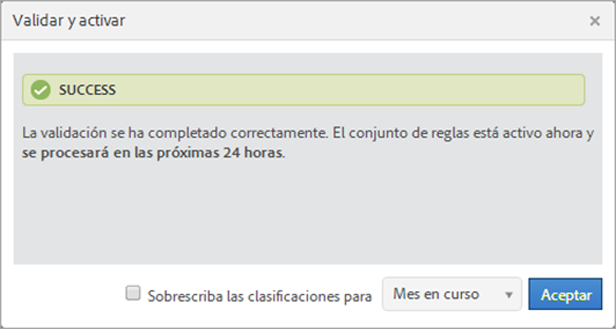 Validar y activar
SUCCESS
La validación se ha completado correctamente. El conjunto de reglas está activo ahora y
se procesará en las próximas 24 horas.
Sobrescriba las clasificaciones para
Mes en curso
Aceptar